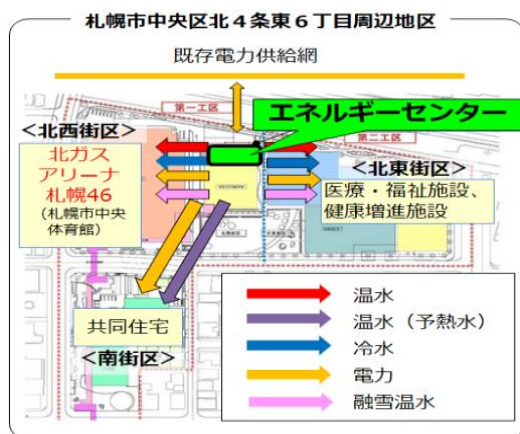 札幌市中央区北４条東６丁目周辺地区
既存電力供給網
第一工区
エネルギーセンター
第二工区
＜北西街区＞
北ガス
アリーナ
札幌46
(札幌市中央
体育館)
＜北東街区＞
医療・福祉施設、
健康増進施設
共同住宅
＜南街区＞
温水
温水（予熱水）
冷水
電力
融雪温水